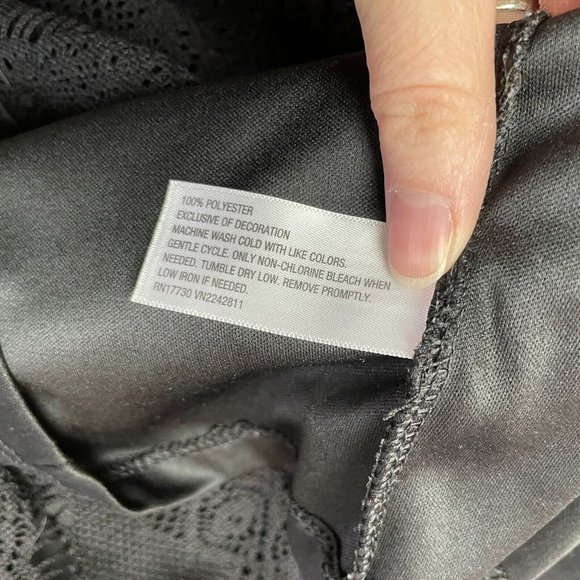 100% POLYESTER
EXCLUSIVE OF DECORATION
MACHINE WASH COLD WITH LIKE COLORS.
GENTLE CYCLE. ONLY NON-CHLORINE BLEACH WHEN
NEEDED. TUMBLE DRY LOW. REMOVE PROMPTLY.
LOW IRON IF NEEDED.
RN17730 VN2242811